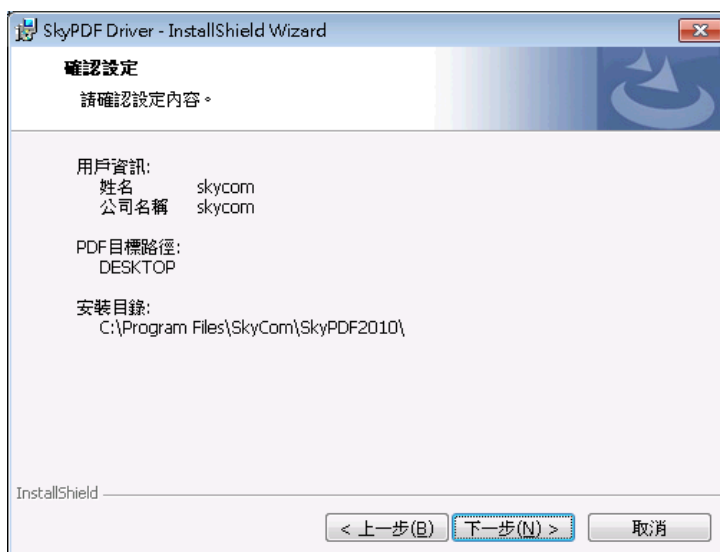 SkyPDF Driver - InstallShield Wizard
確認設定
請確認設定內容。
用戶資訊:
姓名 skycom
公司名稱 skycom
PDF目標路徑:
DESKTOP
安裝目錄:
C:\Program Files\SkyCom\SkyPDF2010\
InstallShield
< 上一步(B) 下一步(N) > 取消